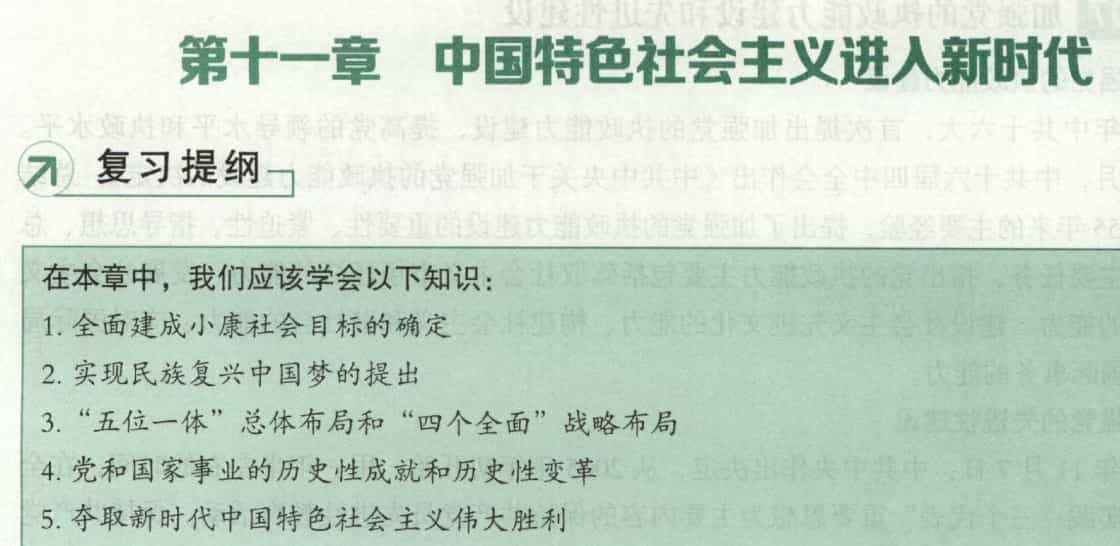 第十一章 中国特色社会主义进入新时代
复习提纲
在本章中，我们应该学会以下知识：
1. 全面建成小康社会目标的确定
2. 实现民族复兴中国梦的提出
3. “五位一体”总体布局和“四个全面”战略布局
4. 党和国家事业的历史性成就和历史性变革
5. 夺取新时代中国特色社会主义伟大胜利